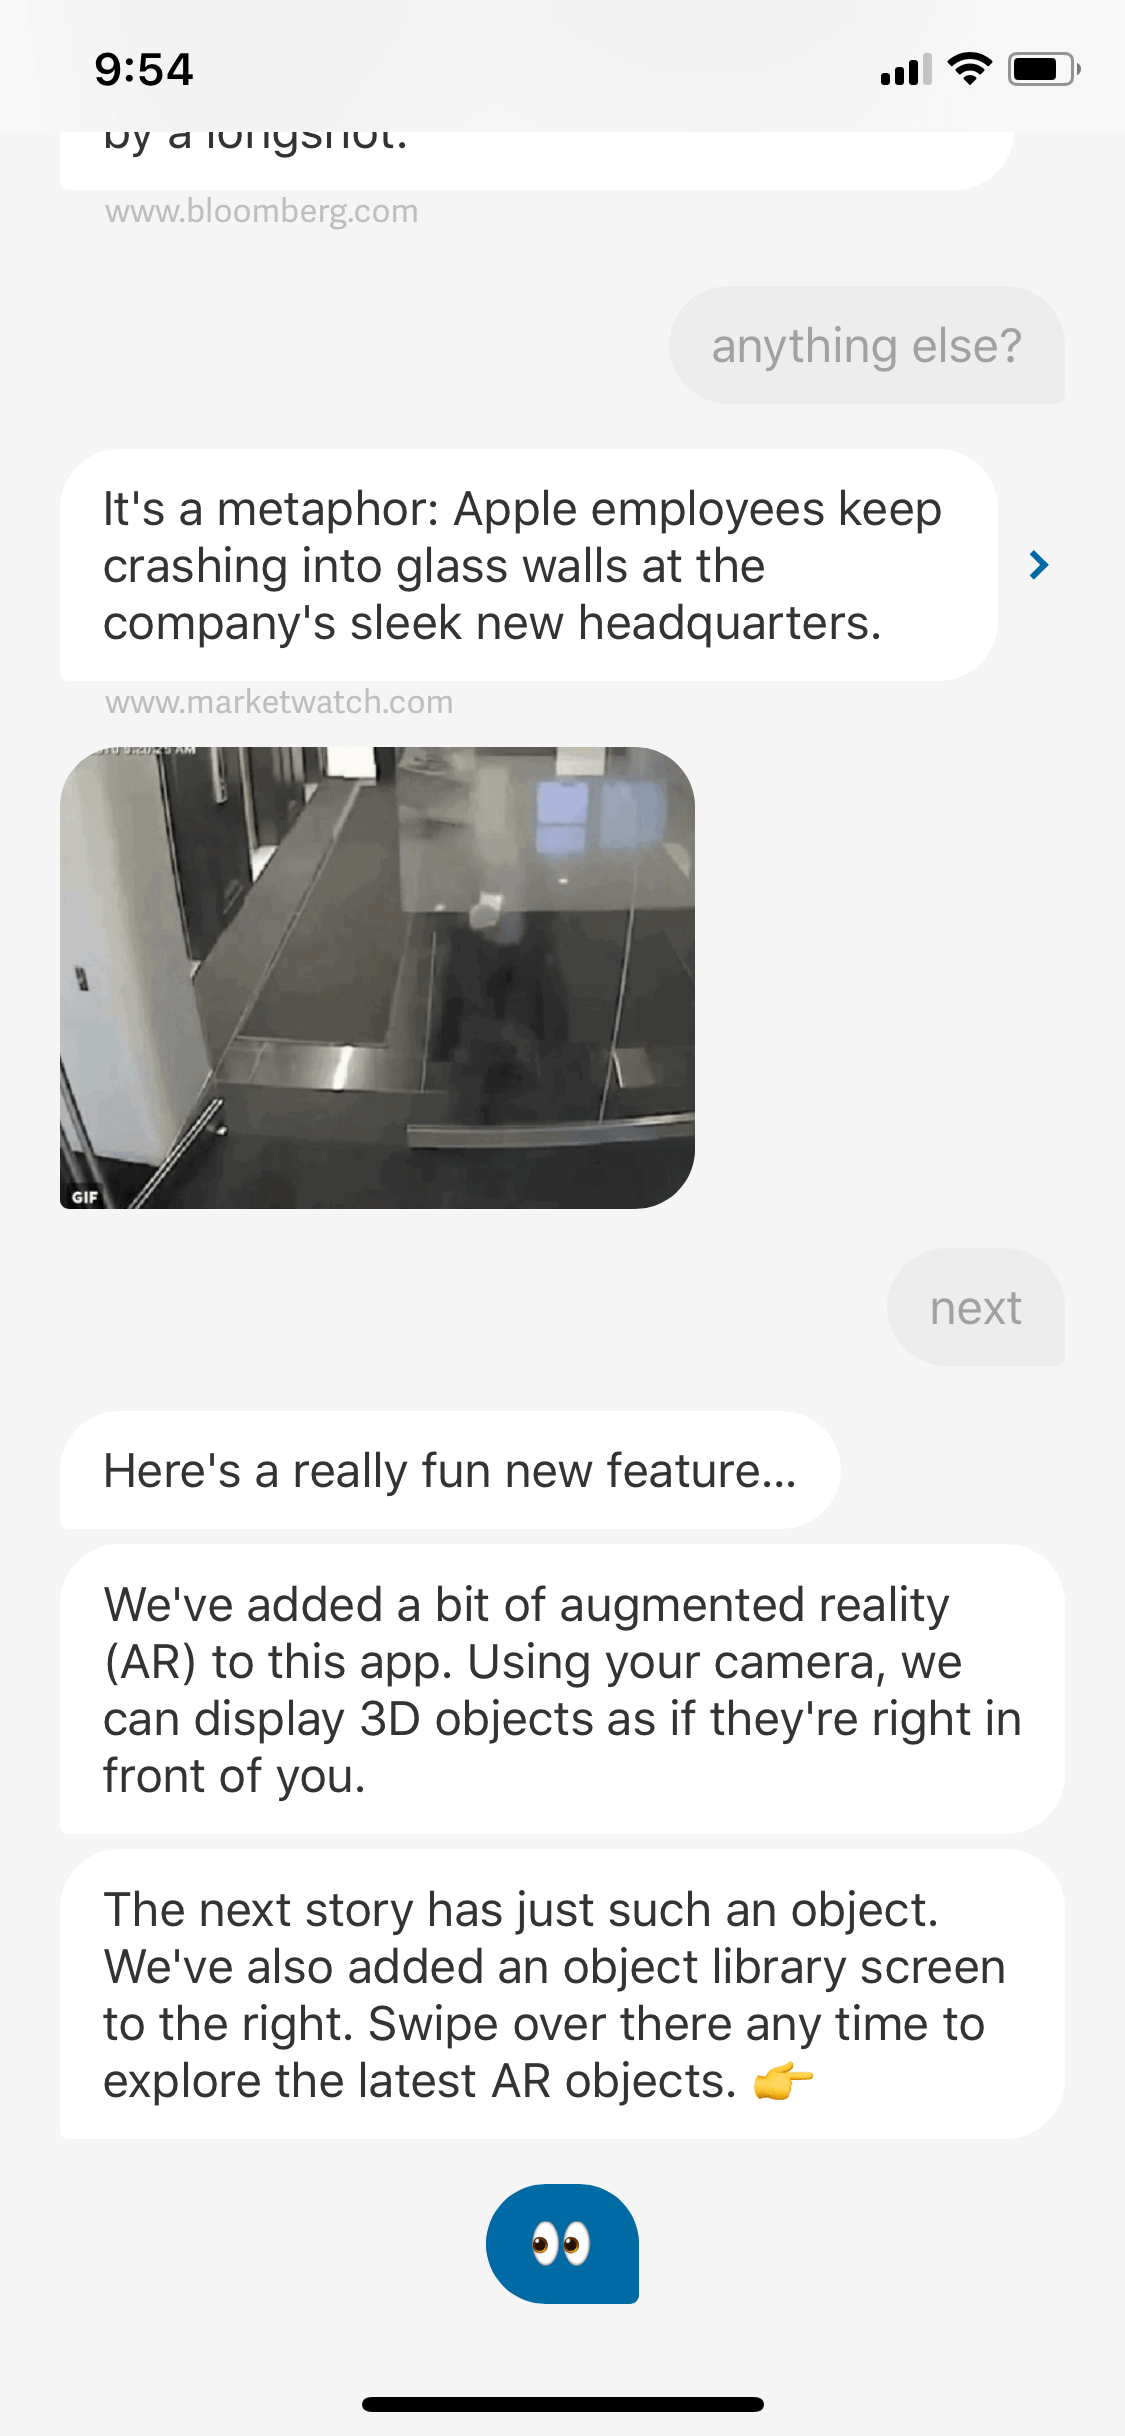 9:54
by a longshot.
www.bloomberg.com
anything else?
It's a metaphor: Apple employees keep
crashing into glass walls at the
company's sleek new headquarters.
www.marketwatch.com
9:20:29 AM
GIF
next
Here's a really fun new feature...
We've added a bit of augmented reality
(AR) to this app. Using your camera, we
can display 3D objects as if they're right in
front of you.
The next story has just such an object.
We've also added an object library screen
to the right. Swipe over there any time to
explore the latest AR objects. 👉
👀